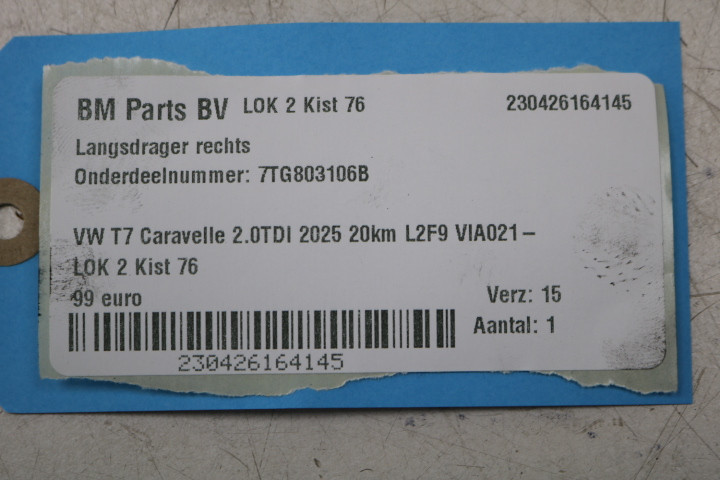 BM Parts BV LOK 2 Kist 76 230426164145
Langsdrager rechts
Onderdeelnummer: 7TG803106B
VW T7 Caravelle 2.0TDI 2025 20km L2F9 VIA021-
LOK 2 Kist 76
99 euro Verz: 15
Aantal: 1
230426164145